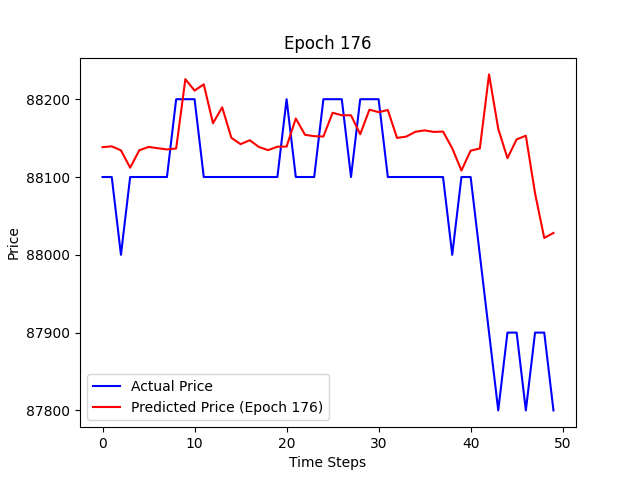 Epoch 176
Price
88200
88100
88000
87900
87800
Actual Price
Predicted Price (Epoch 176)
0 10 20 30 40 50
Time Steps